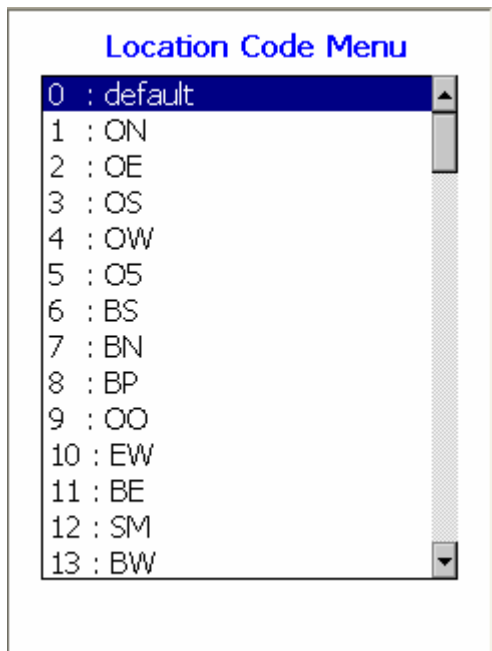 Location Code Menu
0 : default
1 : ON
2 : OE
3 : OS
4 : OW
5 : O5
6 : BS
7 : BN
8 : BP
9 : OO
10 : EW
11 : BE
12 : SM
13 : BW